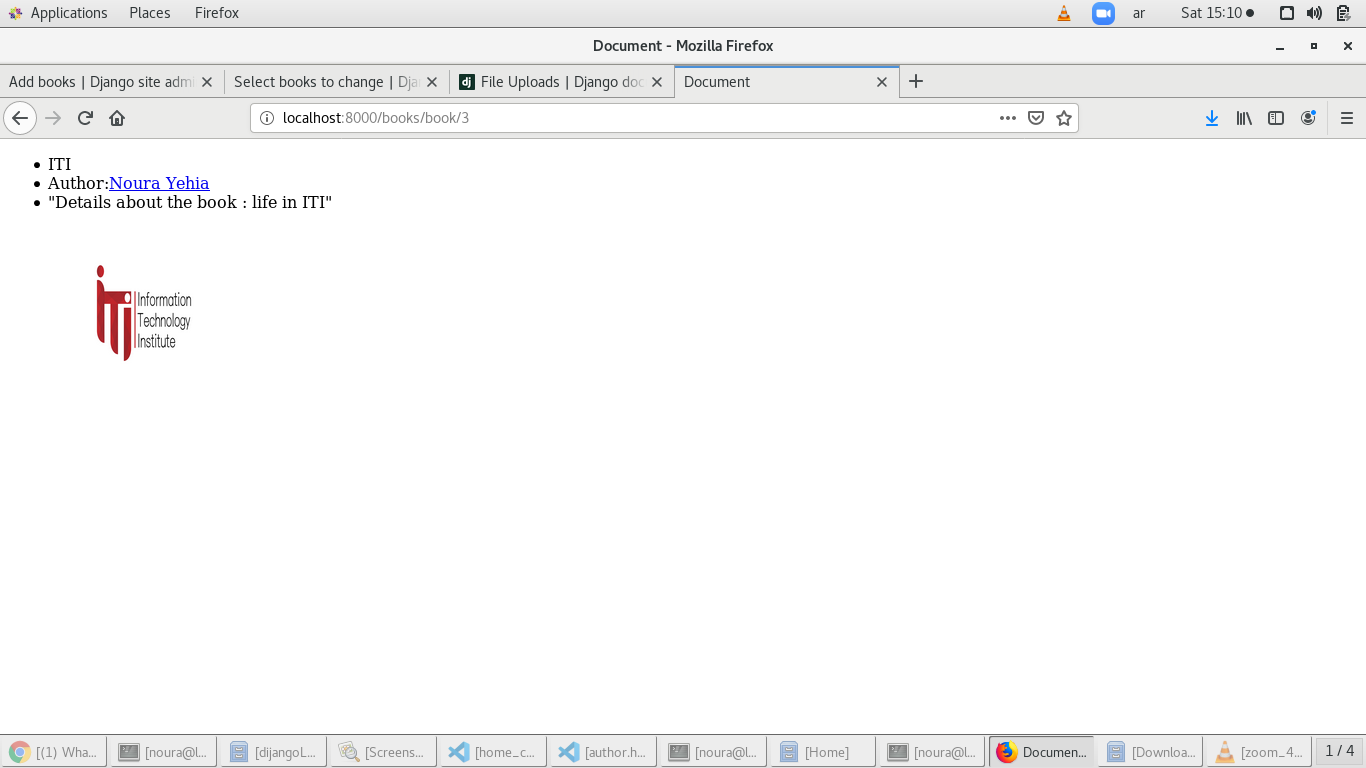 Applications Places Firefox ar Sat 15:10
Document - Mozilla Firefox
Add books | Django site admi Select books to change | Dja dj File Uploads | Django doc Document
localhost:8000/books/book/3
ITI
Author:Noura Yehia
"Details about the book : life in ITI"
iTi
Information
Technology
Institute
[(1) Wha... [noura@l... [dijangoL... [Screens... [home_c... [author.h... [noura@l... [Home] [noura@l... Documen... [Downloa... [zoom_4... 1 / 4